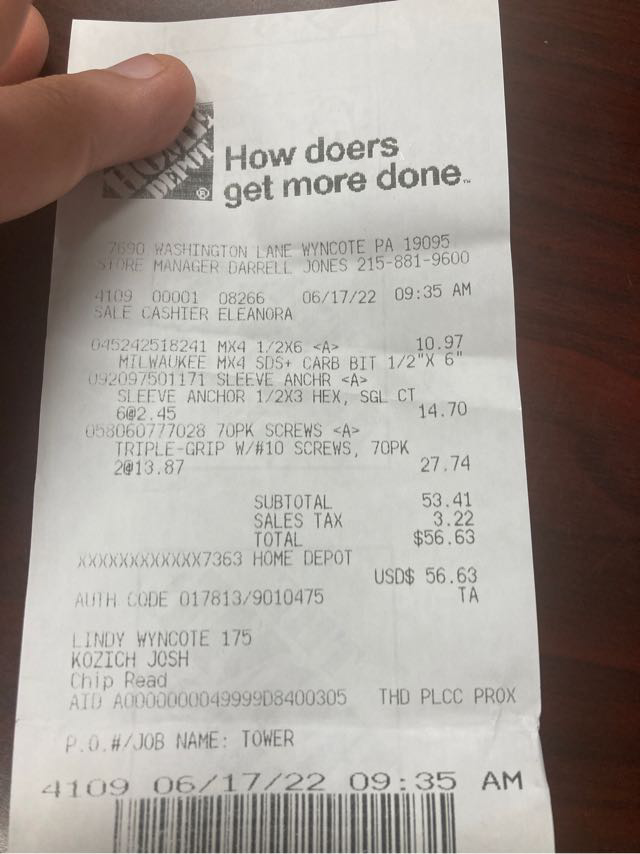 THE HOME DEPOT
®
How doers
get more done™
7690 WASHINGTON LANE WYNCOTE PA 19095
STORE MANAGER DARRELL JONES 215-881-9600
4109 00001 08266 06/17/22 09:35 AM
SALE CASHIER ELEANORA
045242518241 MX4 1/2X6 <A> 10.97
MILWAUKEE MX4 SDS+ CARB BIT 1/2"X 6"
092097501171 SLEEVE ANCHR <A>
SLEEVE ANCHOR 1/2X3 HEX, SGL CT
6@2.45 14.70
058060777028 70PK SCREWS <A>
TRIPLE-GRIP W/#10 SCREWS, 70PK
2@13.87 27.74
SUBTOTAL 53.41
SALES TAX 3.22
TOTAL $56.63
XXXXXXXXXXXX7363 HOME DEPOT
USD$ 56.63
AUTH CODE 017813/9010475 TA
LINDY WYNCOTE 175
KOZICH JOSH
Chip Read
AID A0000000049999D8400305 THD PLCC PROX
P.O.#/JOB NAME: TOWER
4109 06/17/22 09:35 AM